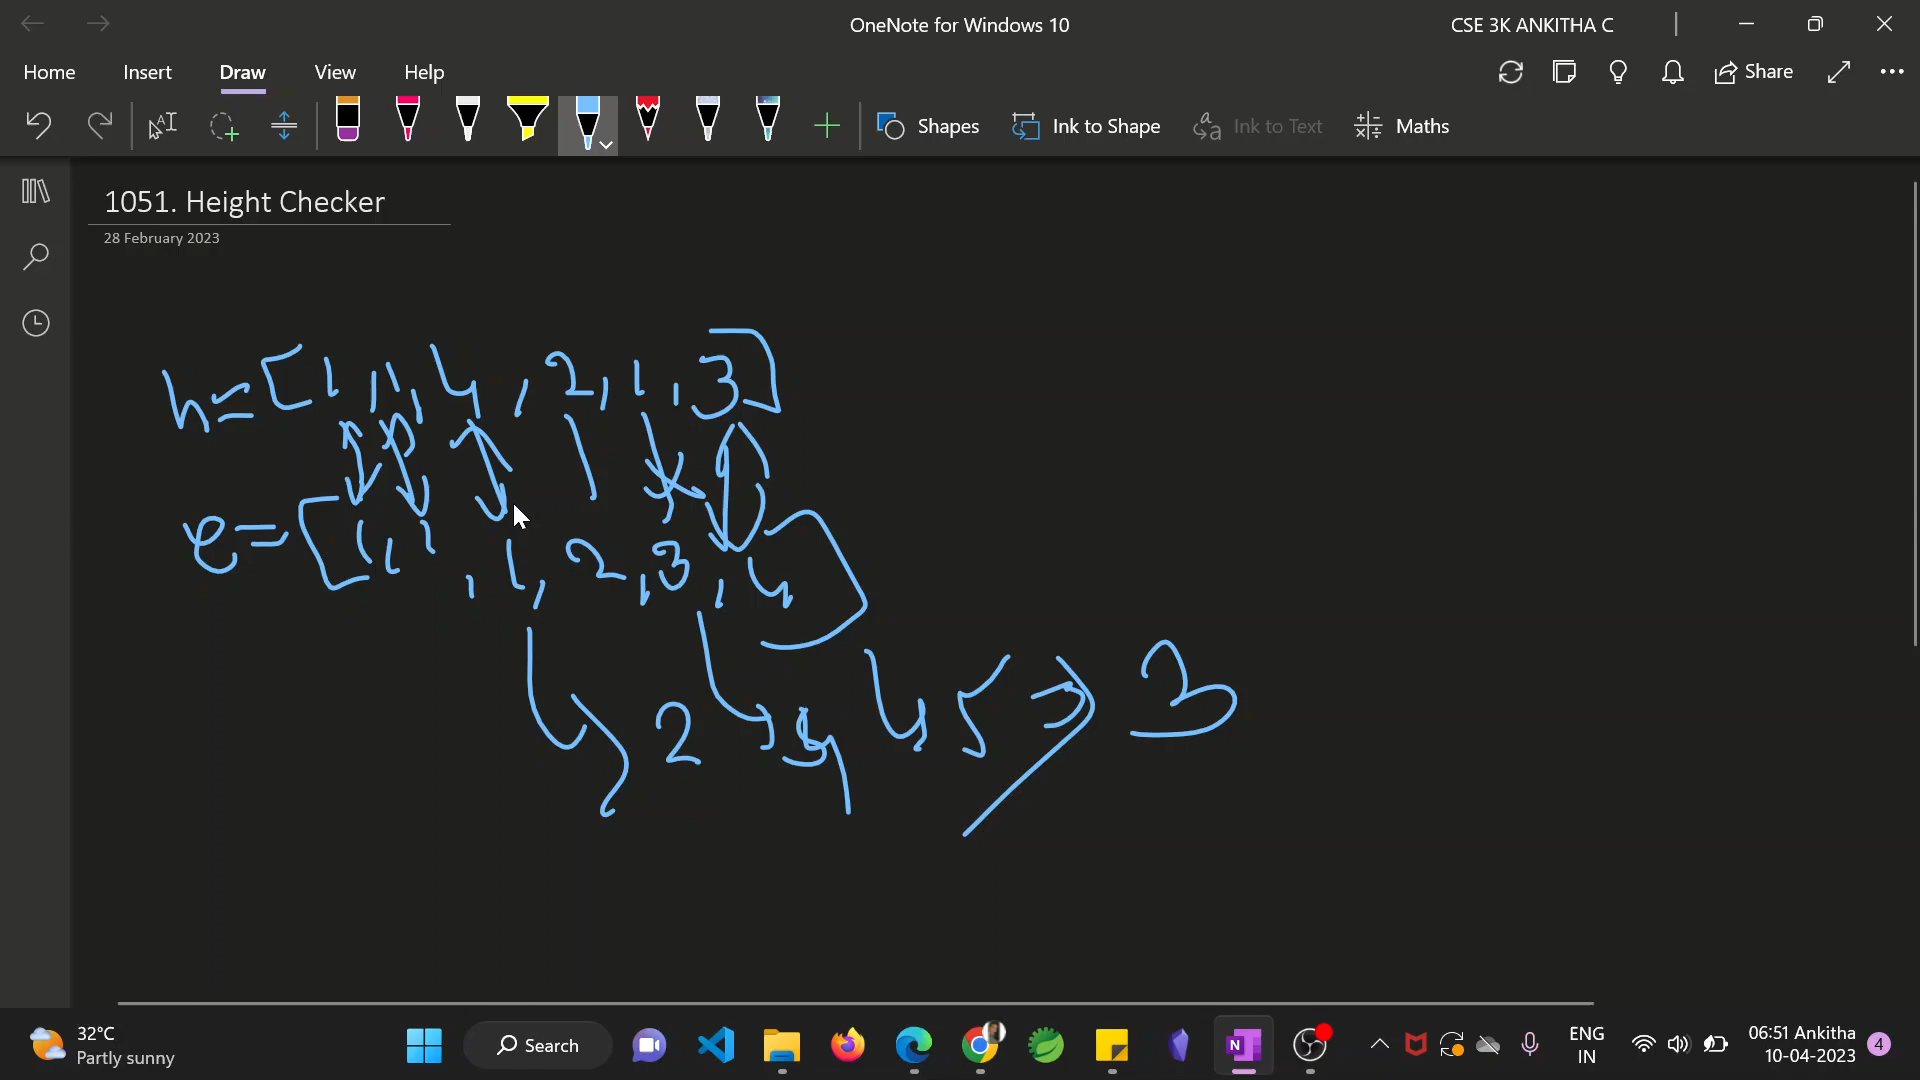 OneNote for Windows 10
CSE 3K ANKITHA C
Home Insert Draw View Help
Share
Shapes Ink to Shape Ink to Text Maths
1051. Height Checker
28 February 2023
h=[1,1,4,2,1,3]
e=[1,1,1,2,3,4]
2 4 5 ⇒ 3
32°C
Partly sunny
Search
ENG
IN
06:51 Ankitha
10-04-2023
4